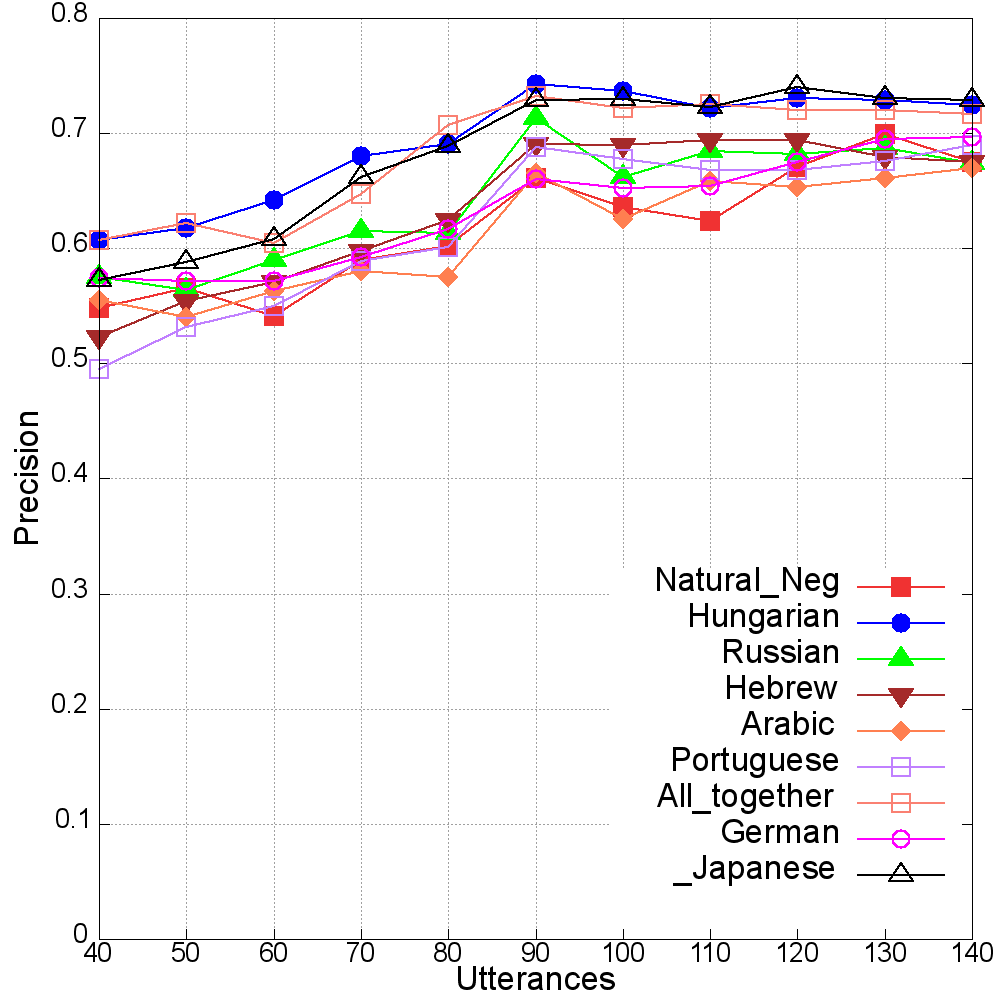 0.8
0.7
0.6
0.5
0.4
0.3
0.2
0.1
0
Precision
Natural_Neg
Hungarian
Russian
Hebrew
Arabic
Portuguese
All_together
German
_Japanese
40 50 60 70 80 90 100 110 120 130 140
Utterances